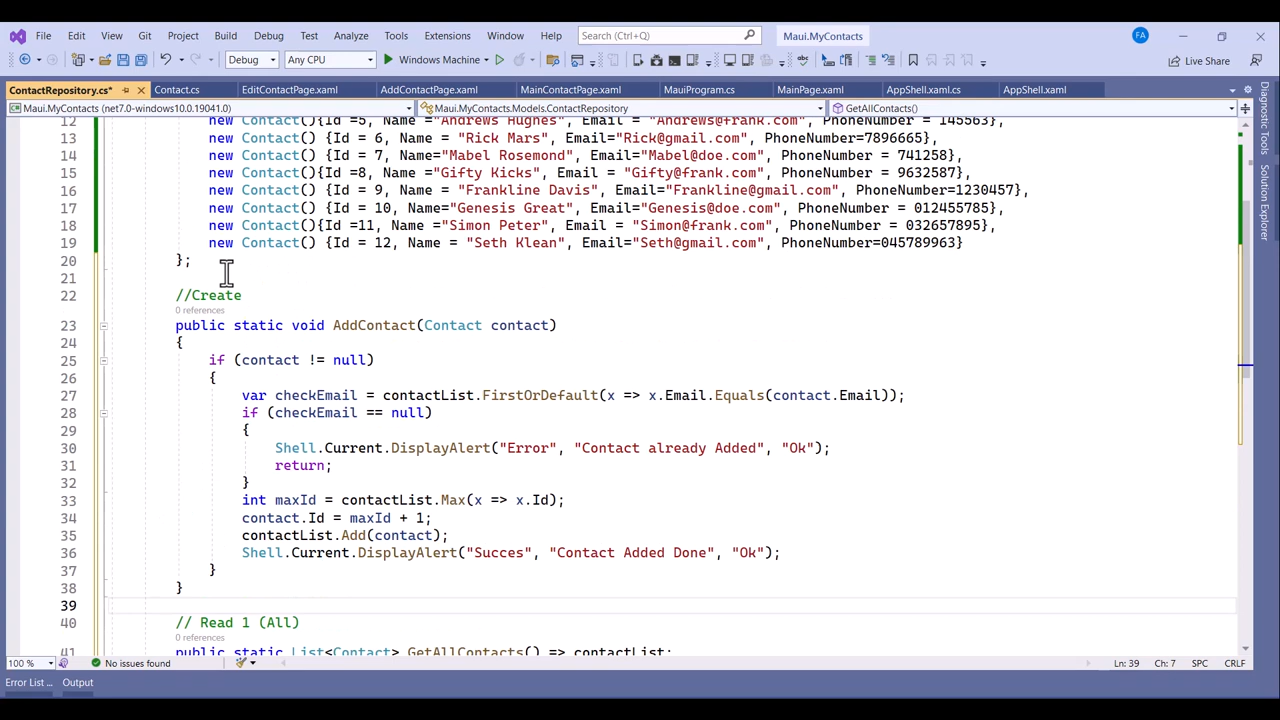 File Edit View Git Project Build Debug Test Analyze Tools Extensions Window Help Search (Ctrl+Q) Maui.MyContacts FA
Debug Any CPU Windows Machine Live Share
ContactRepository.cs* Contact.cs EditContactPage.xaml AddContactPage.xaml MainContactPage.xaml MauiProgram.cs MainPage.xaml AppShell.xaml.cs AppShell.xaml
Maui.MyContacts (net7.0-windows10.0.19041.0) Maui.MyContacts.Models.ContactRepository GetAllContacts()
12 new Contact(){Id =5, Name ="Andrews Hughes", Email = "Andrews@frank.com", PhoneNumber = 145563},
13 new Contact() {Id = 6, Name = "Rick Mars", Email="Rick@gmail.com", PhoneNumber=7896665},
14 new Contact() {Id = 7, Name="Mabel Rosemond", Email="Mabel@doe.com", PhoneNumber = 741258},
15 new Contact(){Id =8, Name ="Gifty Kicks", Email = "Gifty@frank.com", PhoneNumber = 9632587},
16 new Contact() {Id = 9, Name = "Frankline Davis", Email="Frankline@gmail.com", PhoneNumber=1230457},
17 new Contact() {Id = 10, Name="Genesis Great", Email="Genesis@doe.com", PhoneNumber = 012455785},
18 new Contact(){Id =11, Name ="Simon Peter", Email = "Simon@frank.com", PhoneNumber = 032657895},
19 new Contact() {Id = 12, Name = "Seth Klean", Email="Seth@gmail.com", PhoneNumber=045789963}
20 };
21
22 //Create
0 references
23 public static void AddContact(Contact contact)
24 {
25 if (contact != null)
26 {
27 var checkEmail = contactList.FirstOrDefault(x => x.Email.Equals(contact.Email));
28 if (checkEmail == null)
29 {
30 Shell.Current.DisplayAlert("Error", "Contact already Added", "Ok");
31 return;
32 }
33 int maxId = contactList.Max(x => x.Id);
34 contact.Id = maxId + 1;
35 contactList.Add(contact);
36 Shell.Current.DisplayAlert("Succes", "Contact Added Done", "Ok");
37 }
38 }
39
40 // Read 1 (All)
0 references
41 public static List<Contact> GetAllContacts() => contactList;
100 % No issues found Ln: 39 Ch: 7 SPC CRLF
Error List ... Output
Diagnostic Tools
Solution Explorer